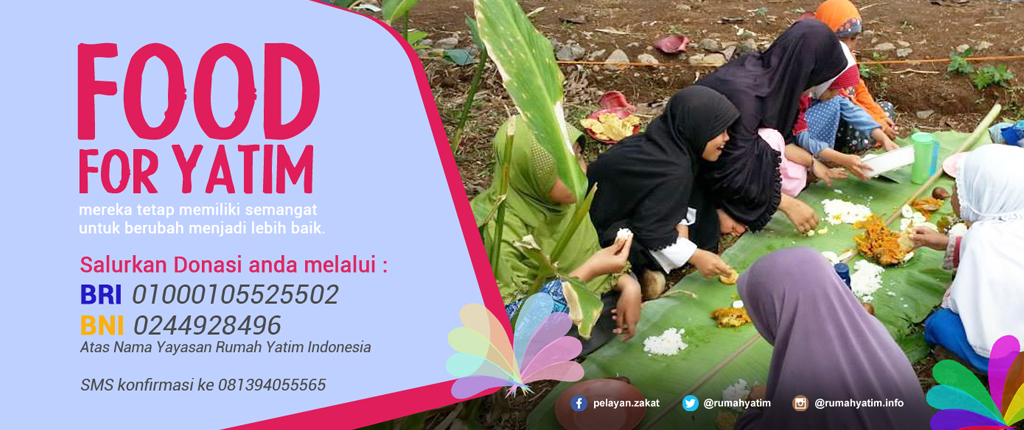 FOOD
FOR YATIM
mereka tetap memiliki semangat
untuk berubah menjadi lebih baik.
Salurkan Donasi anda melalui :
BRI 01000105525502
BNI 0244928496
Atas Nama Yayasan Rumah Yatim Indonesia
SMS konfirmasi ke 081394055565
pelayan.zakat @rumahyatim @rumahyatim.info